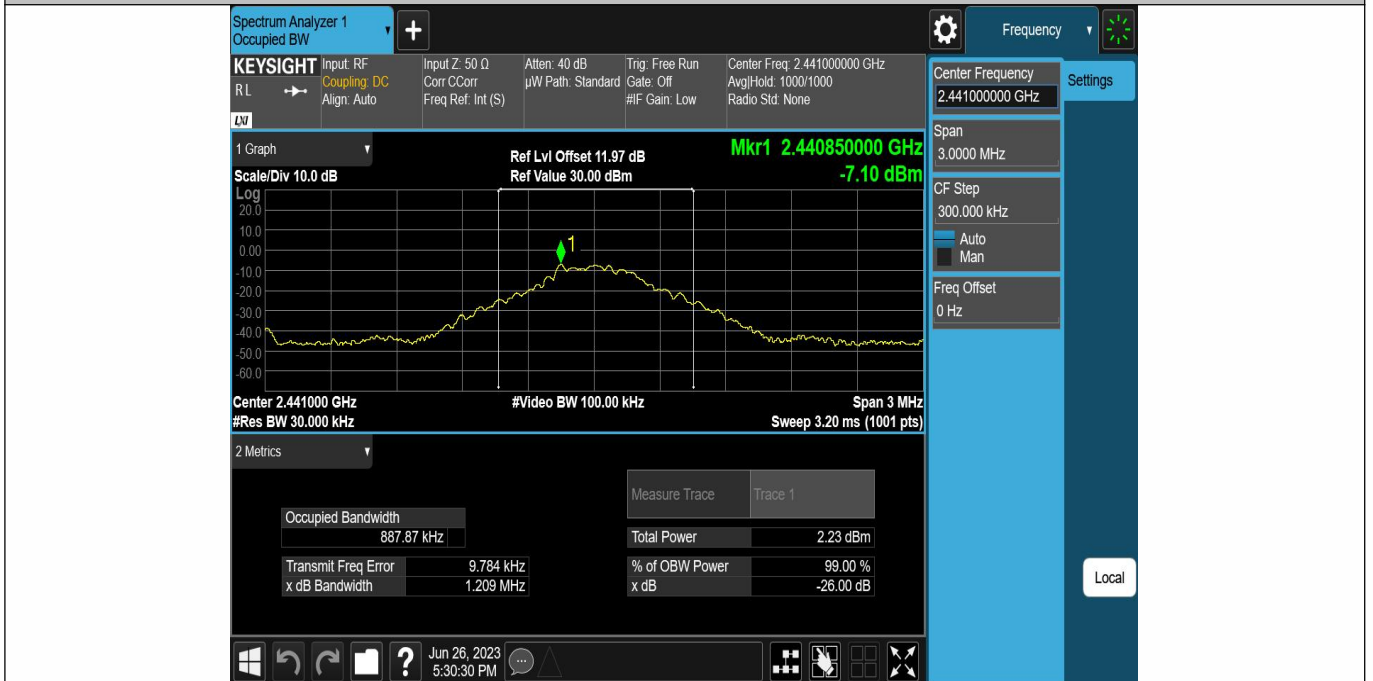 Spectrum Analyzer 1
Occupied BW
+
Frequency
KEYSIGHT
RL
LXI
Input: RF
Coupling: DC
Align: Auto
Input Z: 50 Ω
Corr CCorr
Freq Ref: Int (S)
Atten: 40 dB
µW Path: Standard
Trig: Free Run
Gate: Off
#IF Gain: Low
Center Freq: 2.441000000 GHz
Avg|Hold: 1000/1000
Radio Std: None
Center Frequency
2.441000000 GHz
Settings
Span
3.0000 MHz
CF Step
300.000 kHz
Auto
Man
Freq Offset
0 Hz
Local
1 Graph
Scale/Div 10.0 dB
Ref Lvl Offset 11.97 dB
Ref Value 30.00 dBm
Mkr1 2.440850000 GHz
-7.10 dBm
Log
20.0
10.0
0.00
-10.0
-20.0
-30.0
-40.0
-50.0
-60.0
1
Center 2.441000 GHz
#Res BW 30.000 kHz
#Video BW 100.00 kHz
Span 3 MHz
Sweep 3.20 ms (1001 pts)
2 Metrics
Measure Trace Trace 1
Occupied Bandwidth
887.87 kHz
Total Power 2.23 dBm
Transmit Freq Error 9.784 kHz
% of OBW Power 99.00 %
x dB Bandwidth 1.209 MHz
x dB -26.00 dB
?
Jun 26, 2023
5:30:30 PM